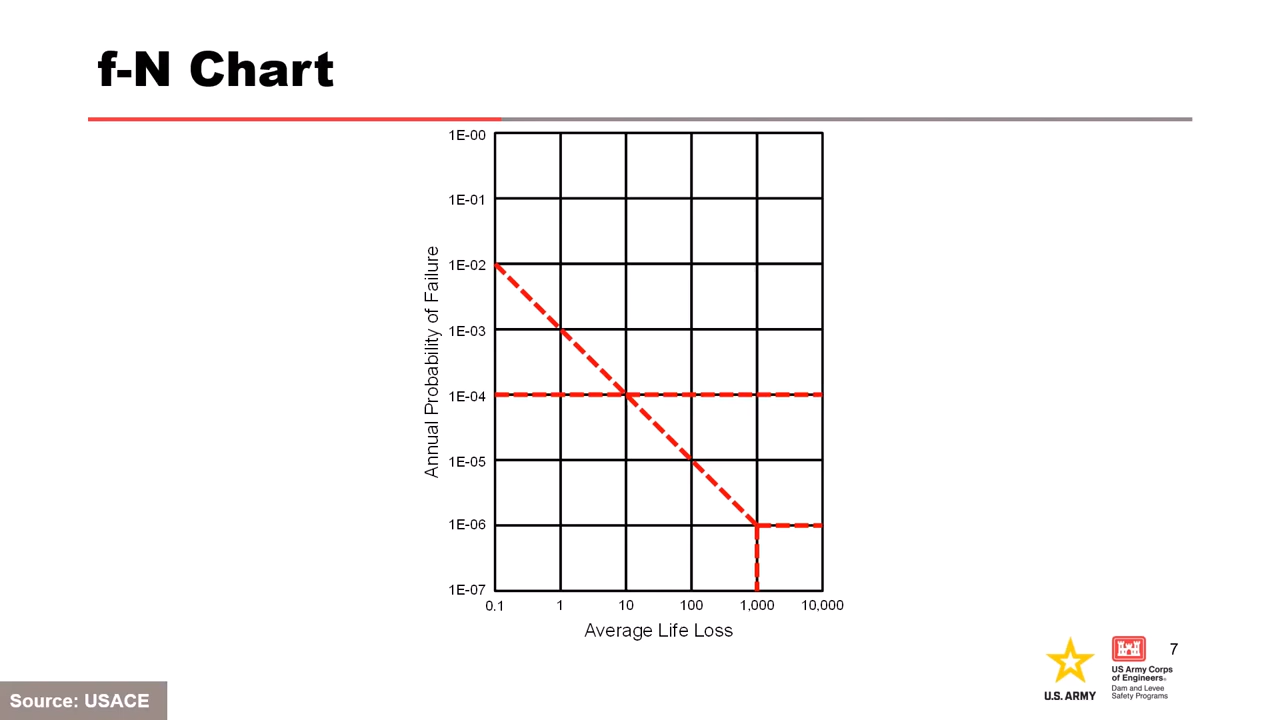 f-N Chart
1E-00
1E-01
1E-02
1E-03
1E-04
1E-05
1E-06
1E-07
Annual Probability of Failure
0.1 1 10 100 1,000 10,000
Average Life Loss
7
U.S. ARMY
US Army Corps
of Engineers®
Dam and Levee
Safety Programs
Source: USACE